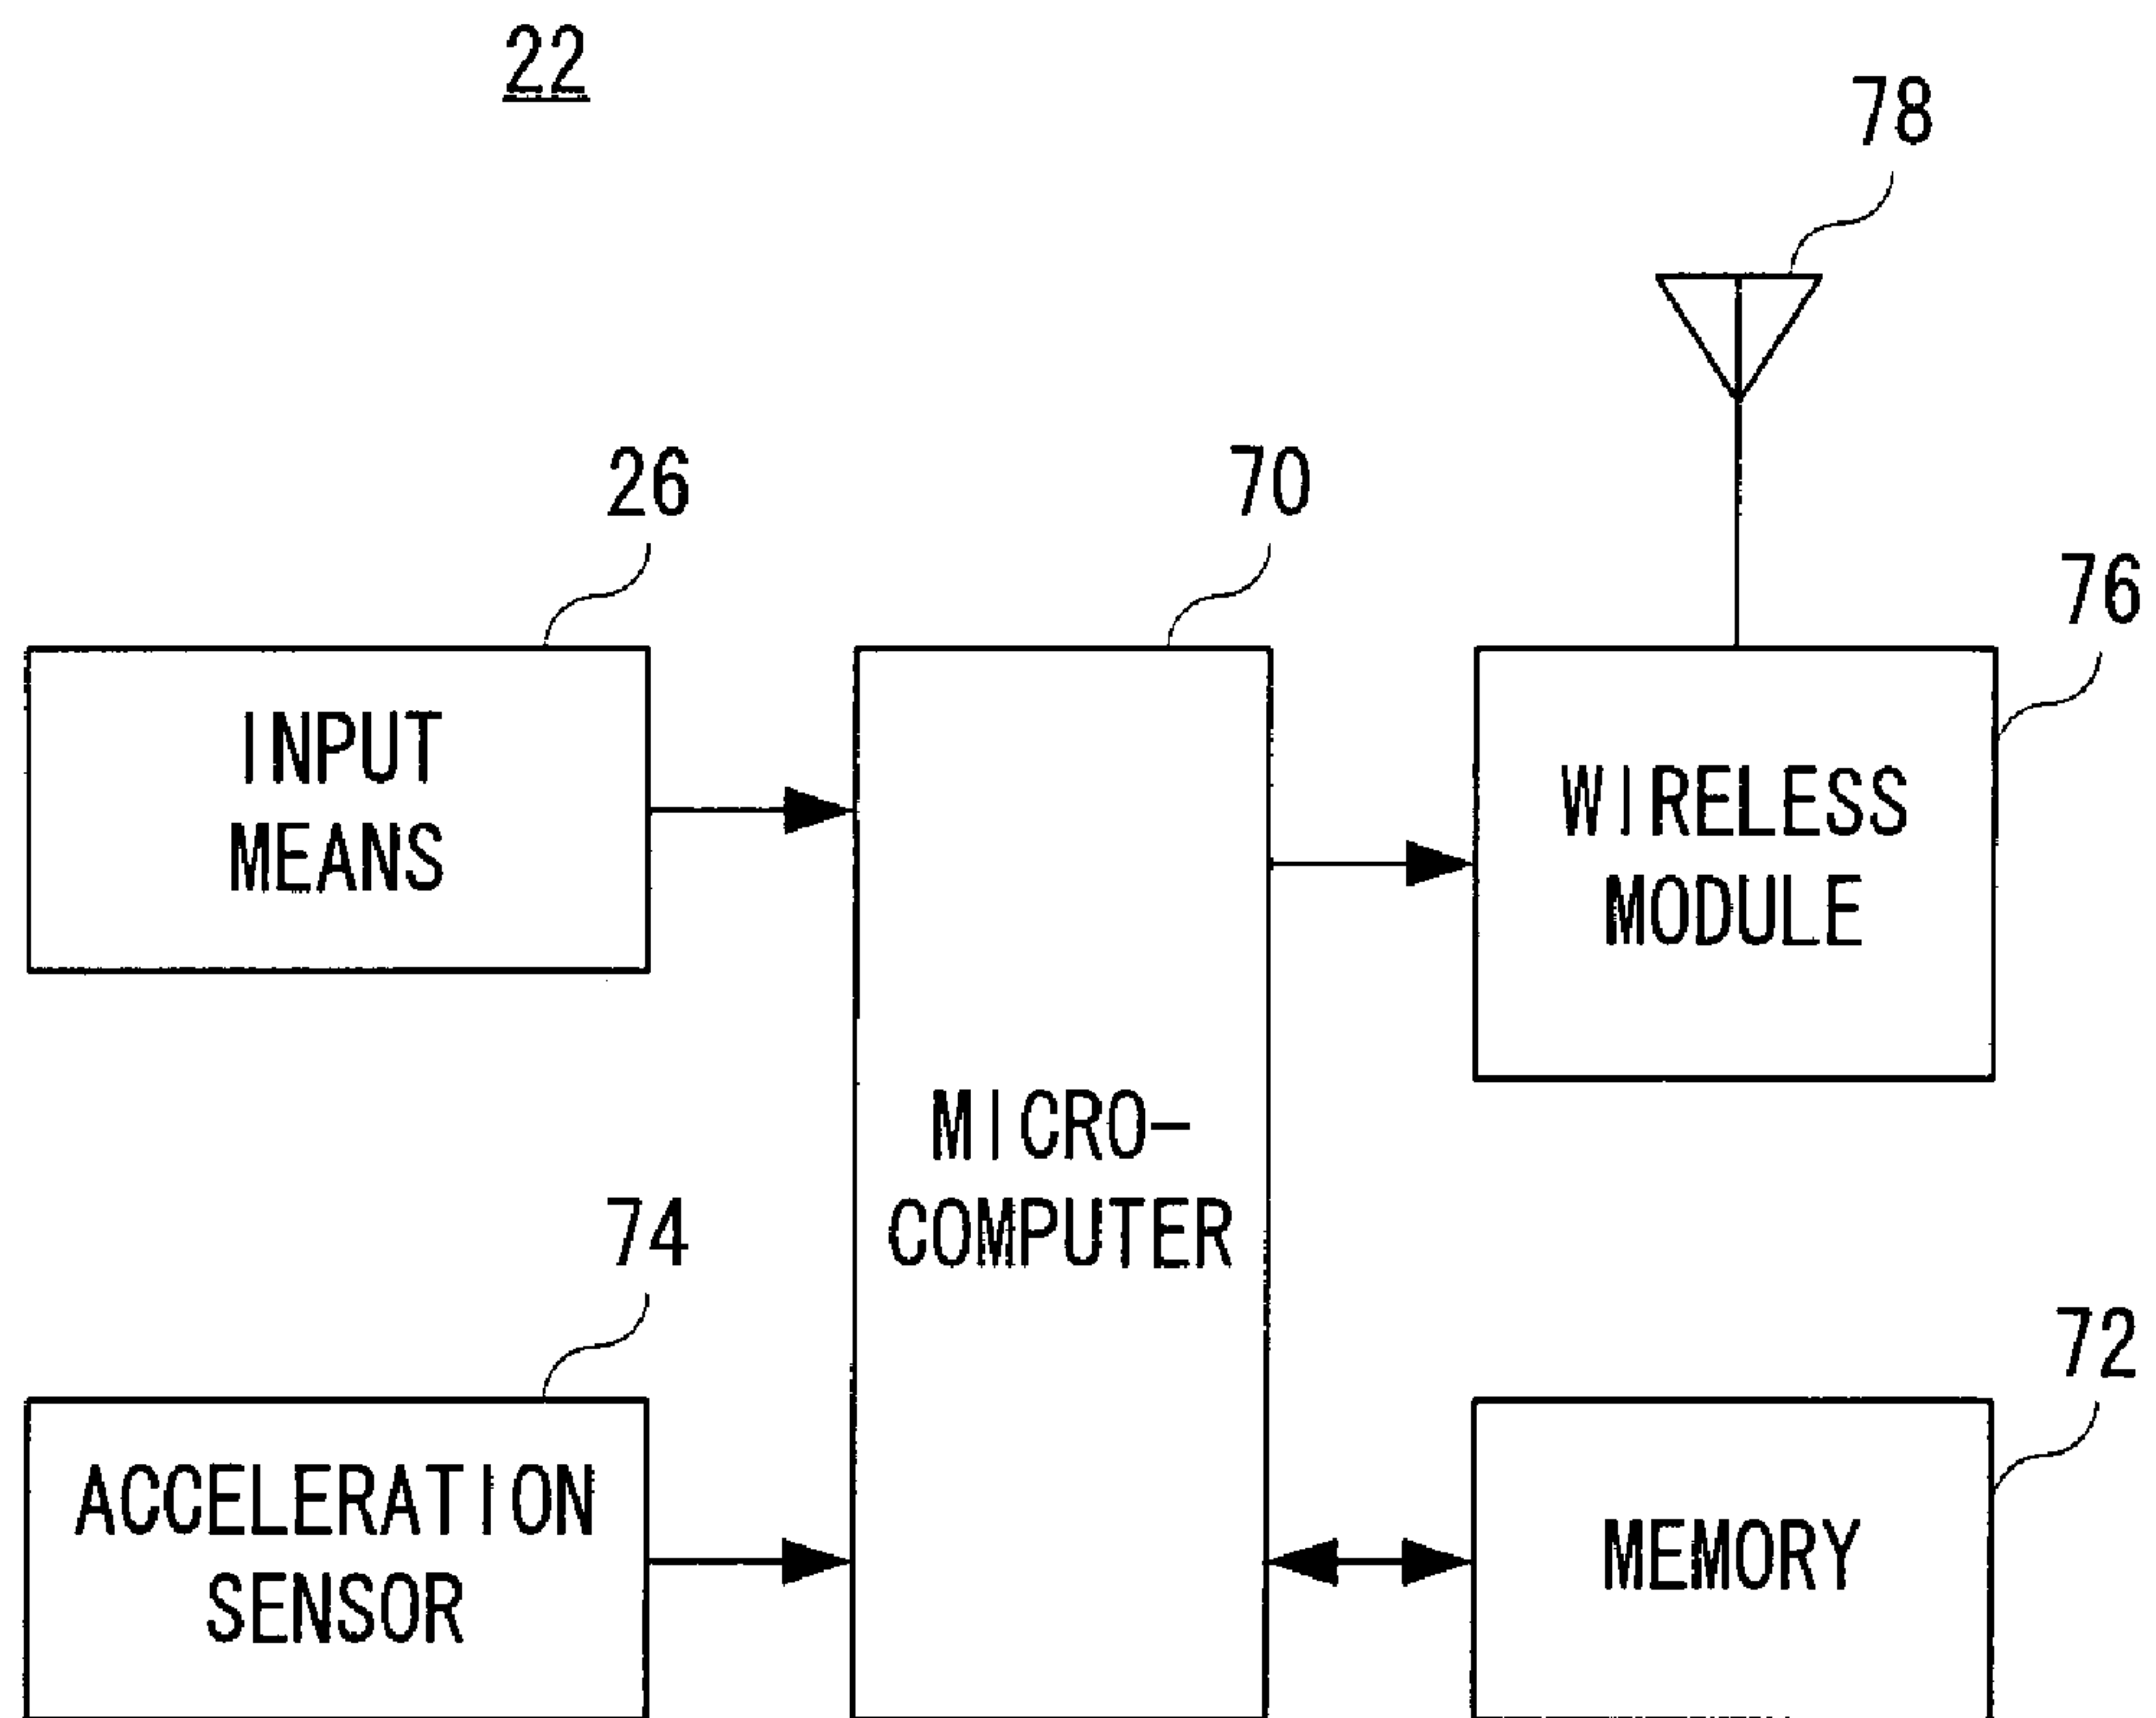 22
78
26
70
76
INPUT
MEANS
WIRELESS
MODULE
MICRO-
COMPUTER
74
72
ACCELERATION
SENSOR
MEMORY